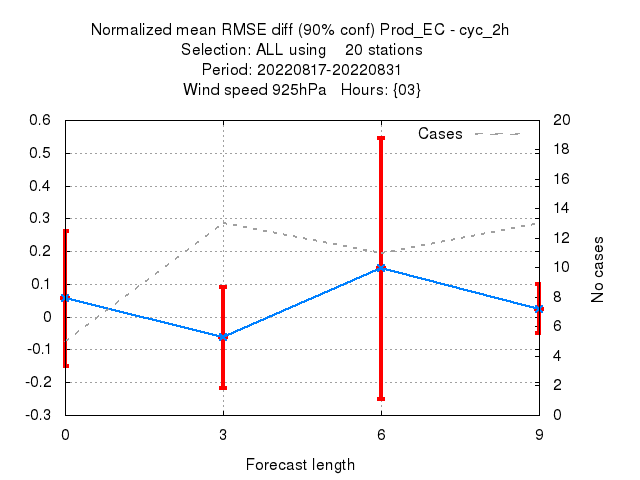 Normalized mean RMSE diff (90% conf) Prod_EC - cyc_2h
Selection: ALL using    20 stations
Period: 20220817-20220831
Wind speed 925hPa   Hours: {03}
Cases
0.6
0.5
0.4
0.3
0.2
0.1
0
-0.1
-0.2
-0.3
20
18
16
14
12
10
8
6
4
2
0
No cases
0 3 6 9
Forecast length